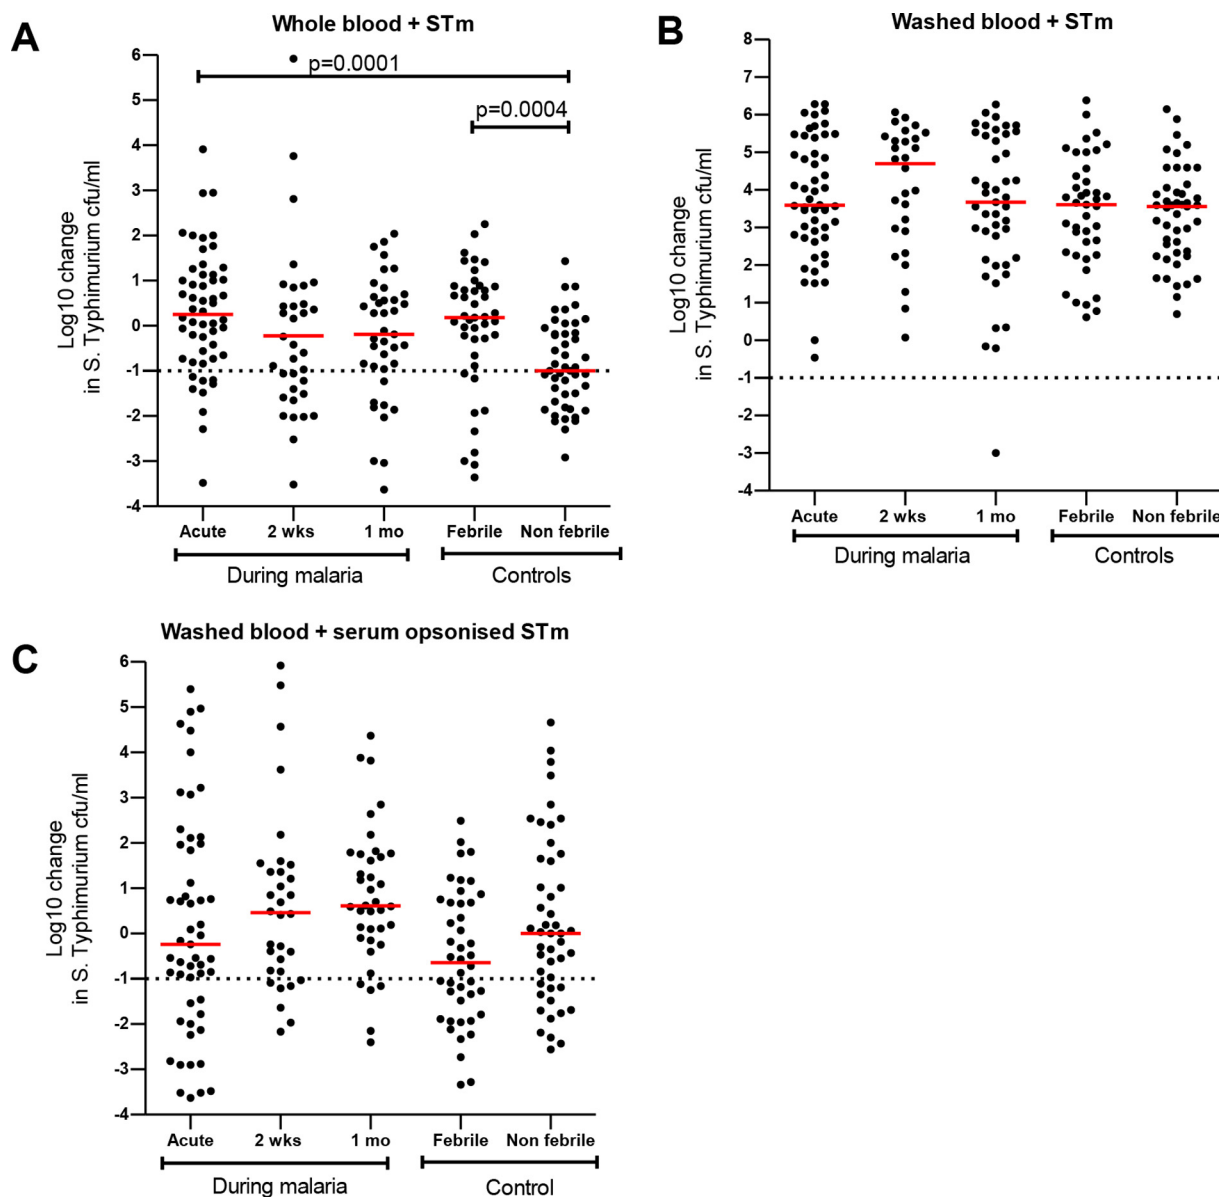 A
Whole blood + STm
Log10 change
in S. Typhimurium cfu/ml
6
5
4
3
2
1
0
-1
-2
-3
-4
p=0.0001
p=0.0004
Acute 2 wks 1 mo Febrile Non febrile
During malaria Controls
B
Washed blood + STm
Log10 change
in S. Typhimurium cfu/ml
8
7
6
5
4
3
2
1
0
-1
-2
-3
-4
Acute 2 wks 1 mo Febrile Non febrile
During malaria Controls
C
Washed blood + serum opsonised STm
Log10 change
in S. Typhimurium cfu/ml
6
5
4
3
2
1
0
-1
-2
-3
-4
Acute 2 wks 1 mo Febrile Non febrile
During malaria Control